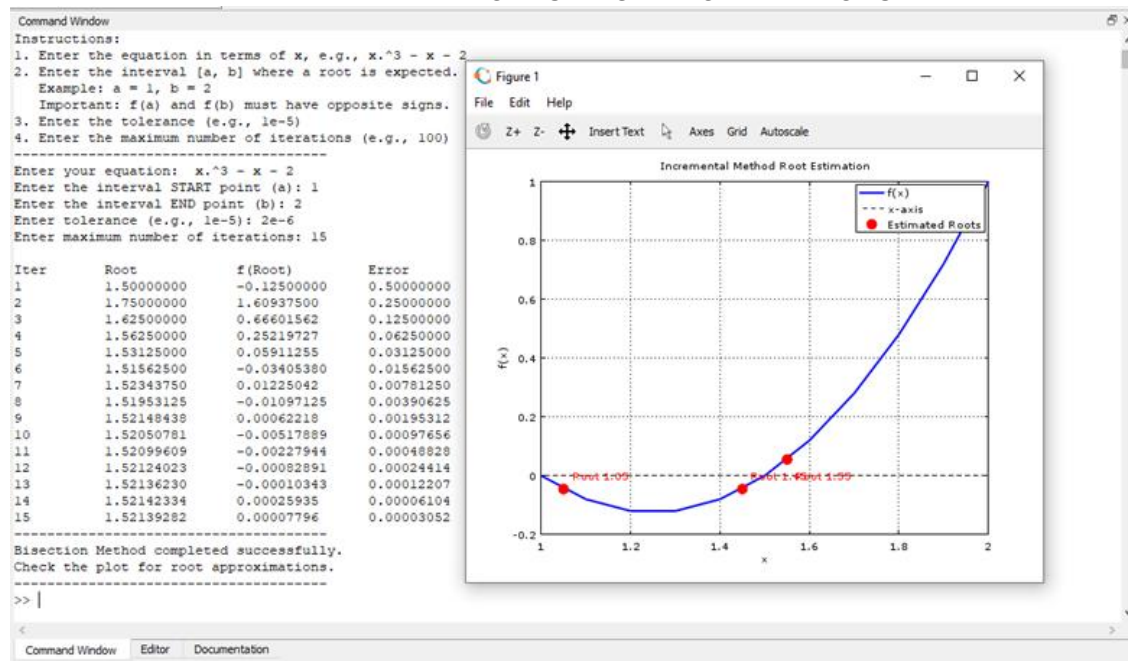 Command Window
Instructions:
1. Enter the equation in terms of x, e.g., x.^3 - x - 2
2. Enter the interval [a, b] where a root is expected.
Example: a = 1, b = 2
Important: f(a) and f(b) must have opposite signs.
3. Enter the tolerance (e.g., 1e-5)
4. Enter the maximum number of iterations (e.g., 100)
----------------------------------------
Enter your equation:  x.^3 - x - 2
Enter the interval START point (a): 1
Enter the interval END point (b): 2
Enter tolerance (e.g., 1e-5): 2e-6
Enter maximum number of iterations: 15
Iter Root f(Root) Error
1 1.50000000 -0.12500000 0.50000000
2 1.75000000 1.60937500 0.25000000
3 1.62500000 0.66601562 0.12500000
4 1.56250000 0.25219727 0.06250000
5 1.53125000 0.05911255 0.03125000
6 1.51562500 -0.03405380 0.01562500
7 1.52343750 0.01225042 0.00781250
8 1.51953125 -0.01097125 0.00390625
9 1.52148438 0.00062218 0.00195312
10 1.52050781 -0.00517889 0.00097656
11 1.52099609 -0.00227944 0.00048828
12 1.52124023 -0.00082891 0.00024414
13 1.52136230 -0.00010343 0.00012207
14 1.52142334 0.00025935 0.00006104
15 1.52139282 0.00007796 0.00003052
----------------------------------------
Bisection Method completed successfully.
Check the plot for root approximations.
----------------------------------------
>>
Command Window Editor Documentation
Figure 1
File Edit Help
Z+ Z- Insert Text Axes Grid Autoscale
Incremental Method Root Estimation
f(x)
x-axis
Estimated Roots
1
0.8
0.6
0.4
0.2
0
-0.2
f(x)
Root 1.05
Root 1.55
1 1.2 1.4 1.6 1.8 2
x